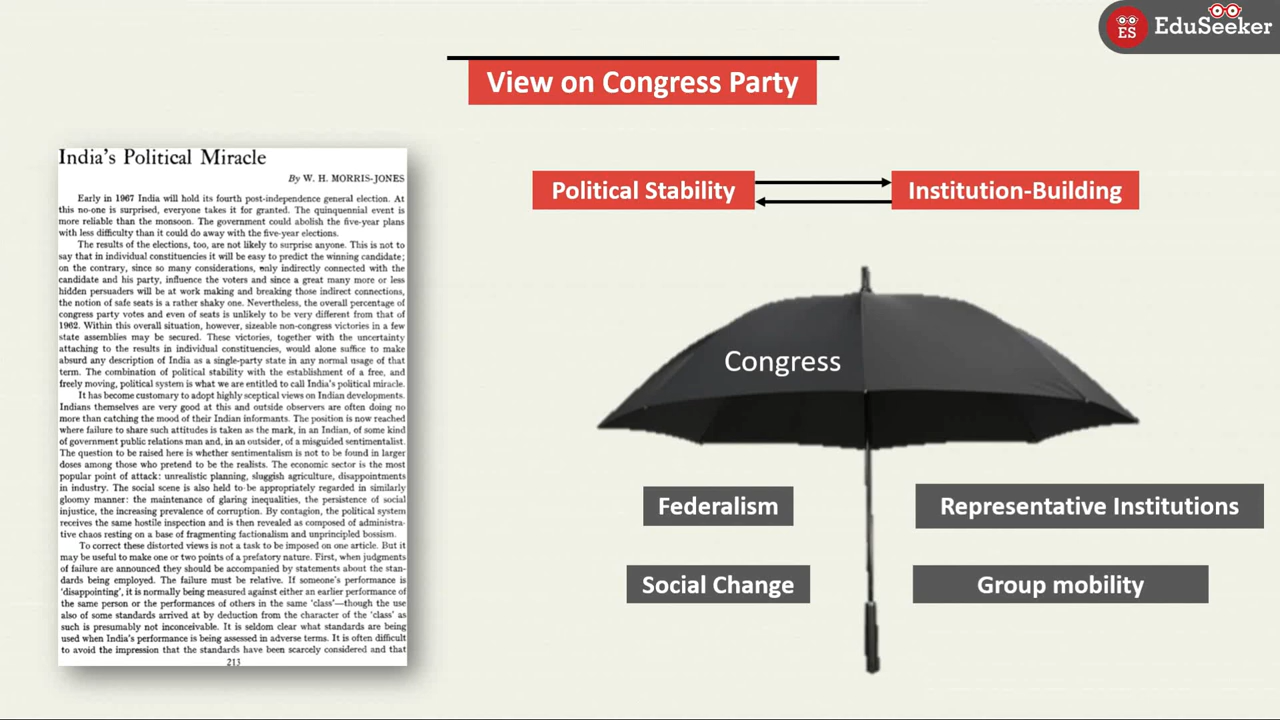 ES EduSeeker
View on Congress Party
India's Political Miracle
By W. H. MORRIS-JONES
Early in 1967 India will hold its fourth post-independence general election. At
this no-one is surprised, everyone takes it for granted. The quinquennial event is
more reliable than the monsoon. The government could abolish the five-year plans
with less difficulty than it could do away with the five-year elections.
The results of the elections, too, are not likely to surprise anyone. This is not to
say that in individual constituencies it will be easy to predict the winning candidate;
on the contrary, since so many considerations, only indirectly connected with the
candidate and his party, influence the voters and since a great many more or less
hidden persuaders will be at work making and breaking those indirect connections,
the notion of safe seats is a rather shaky one. Nevertheless, the overall percentage of
congress party votes and even of seats is unlikely to be very different from that of
1962. Within this overall situation, however, sizeable non-congress victories in a few
state assemblies may be secured. These victories, together with the uncertainty
attaching to the results in individual constituencies, would alone suffice to make
absurd any description of India as a single-party state in any normal usage of that
term. The combination of political stability with the establishment of a free, and
freely moving, political system is what we are entitled to call India's political miracle.
It has become customary to adopt highly sceptical views on Indian developments.
Indians themselves are very good at this and outside observers are often doing no
more than catching the mood of their Indian informants. The position is now reached
where failure to share such attitudes is taken as the mark, in an Indian, of some kind
of government public relations man and, in an outsider, of a misguided sentimentalist.
The question to be raised here is whether sentimentalism is not to be found in larger
doses among those who pretend to be the realists. The economic sector is the most
popular point of attack: unrealistic planning, sluggish agriculture, disappointments
in industry. The social scene is also held to be appropriately regarded in similarly
gloomy manner: the maintenance of glaring inequalities, the persistence of social
injustice, the increasing prevalence of corruption. By contagion, the political system
receives the same hostile inspection and is then revealed as composed of administra-
tive chaos resting on a base of fragmenting factionalism and unprincipled bossism.
To correct these distorted views is not a task to be imposed on one article. But it
may be useful to make one or two points of a prefatory nature. First, when judgments
of failure are announced they should be accompanied by statements about the stan-
dards being employed. The failure must be relative. If someone's performance is
'disappointing', it is normally being measured against either an earlier performance of
the same person or the performances of others in the same 'class'—though the use
also of some standards arrived at by deduction from the character of the 'class' as
such is presumably not inconceivable. It is seldom clear what standards are being
used when India's performance is being assessed in adverse terms. It is often difficult
to avoid the impression that the standards have been scarcely considered and that
213
Political Stability
Institution-Building
Congress
Federalism
Representative Institutions
Social Change
Group mobility